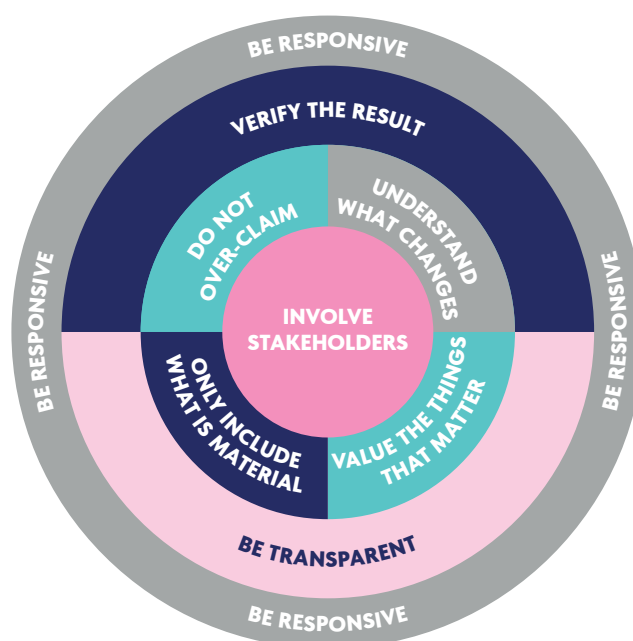 BE RESPONSIVE
VERIFY THE RESULT
DO NOT
OVER-CLAIM
UNDERSTAND
WHAT CHANGES
BE RESPONSIVE
INVOLVE
STAKEHOLDERS
BE RESPONSIVE
ONLY INCLUDE
WHAT IS MATERIAL
VALUE THE THINGS
THAT MATTER
BE TRANSPARENT
BE RESPONSIVE